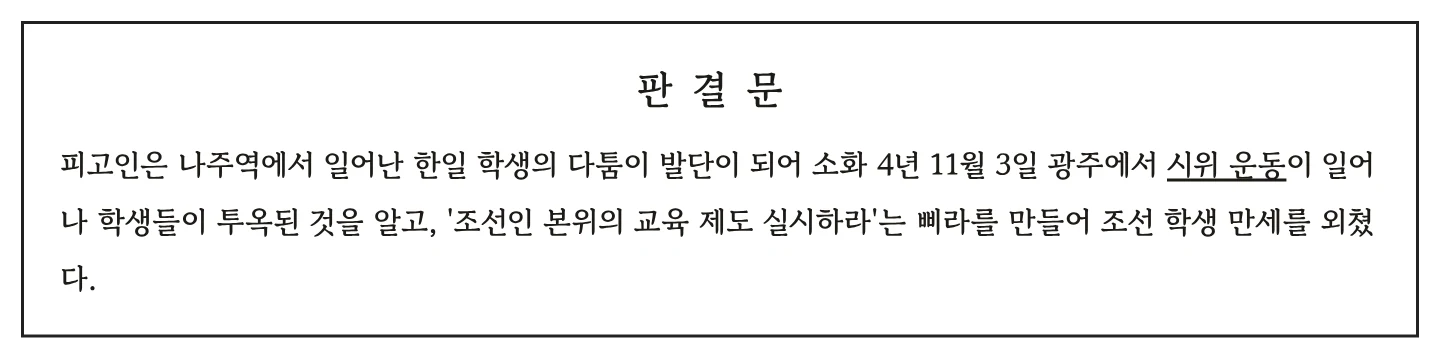 판 결 문
피고인은 나주역에서 일어난 한일 학생의 다툼이 발단이 되어 소화 4년 11월 3일 광주에서 시위 운동이 일어
나 학생들이 투옥된 것을 알고, '조선인 본위의 교육 제도 실시하라'는 삐라를 만들어 조선 학생 만세를 외쳤
다.